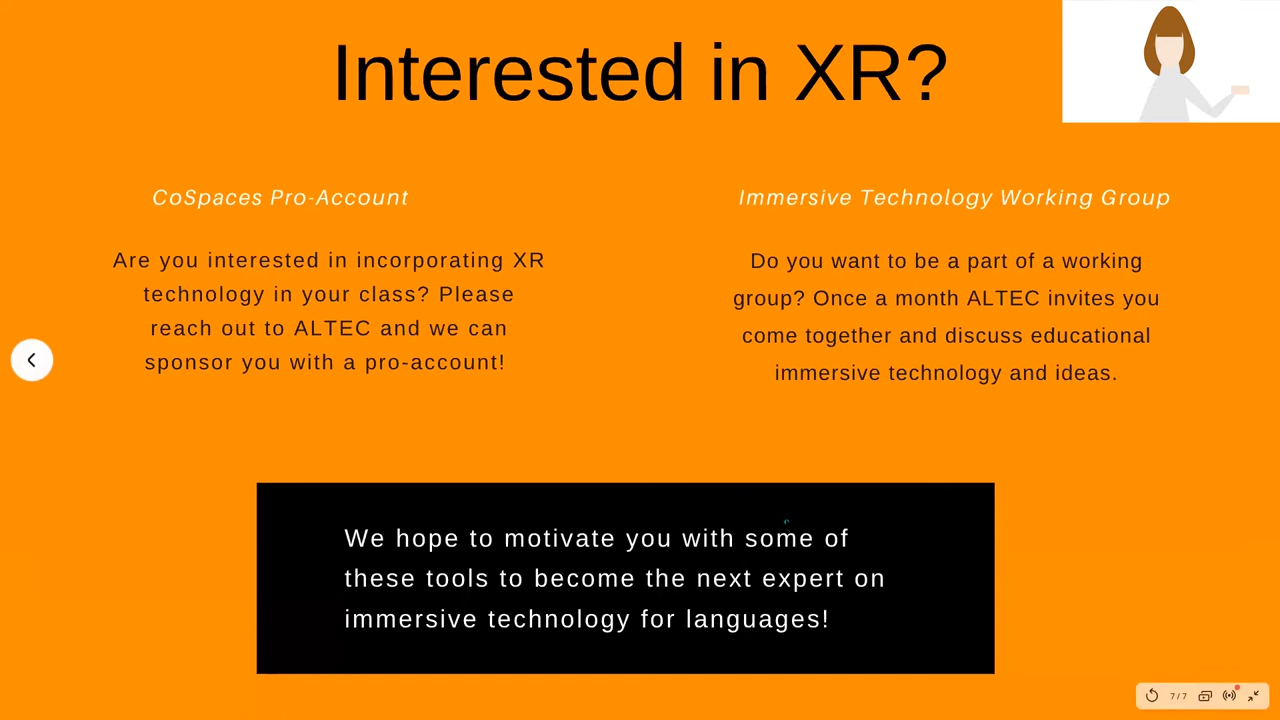 Interested in XR?
CoSpaces Pro-Account
Are you interested in incorporating XR
technology in your class? Please
reach out to ALTEC and we can
sponsor you with a pro-account!
Immersive Technology Working Group
Do you want to be a part of a working
group? Once a month ALTEC invites you
come together and discuss educational
immersive technology and ideas.
We hope to motivate you with some of
these tools to become the next expert on
immersive technology for languages!
7/7